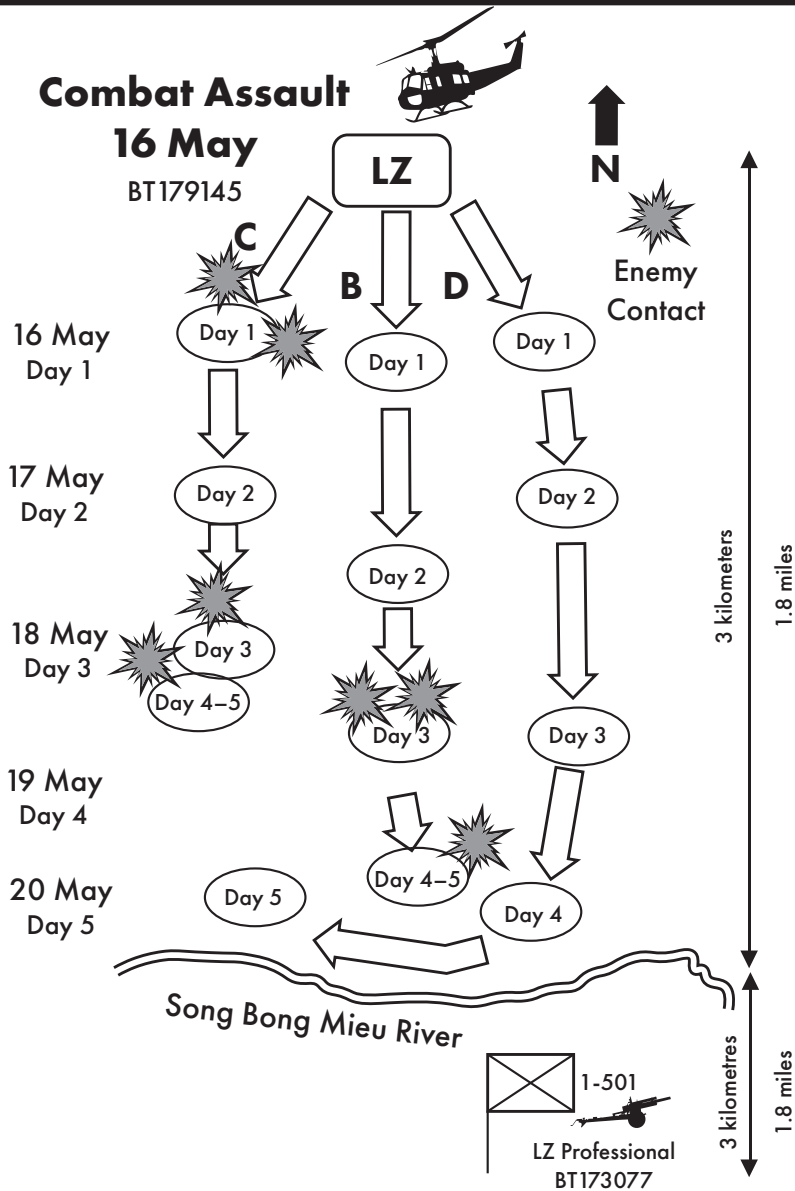 Combat Assault
16 May
BT179145
LZ
N
Enemy
Contact
C
B
D
16 May
Day 1
Day 1
Day 1
Day 1
17 May
Day 2
Day 2
Day 2
Day 2
18 May
Day 3
Day 3
Day 4–5
Day 3
Day 3
3 kilometers
1.8 miles
19 May
Day 4
20 May
Day 5
Day 5
Day 4–5
Day 4
Song Bong Mieu River
1-501
LZ Professional
BT173077
3 kilometres
1.8 miles